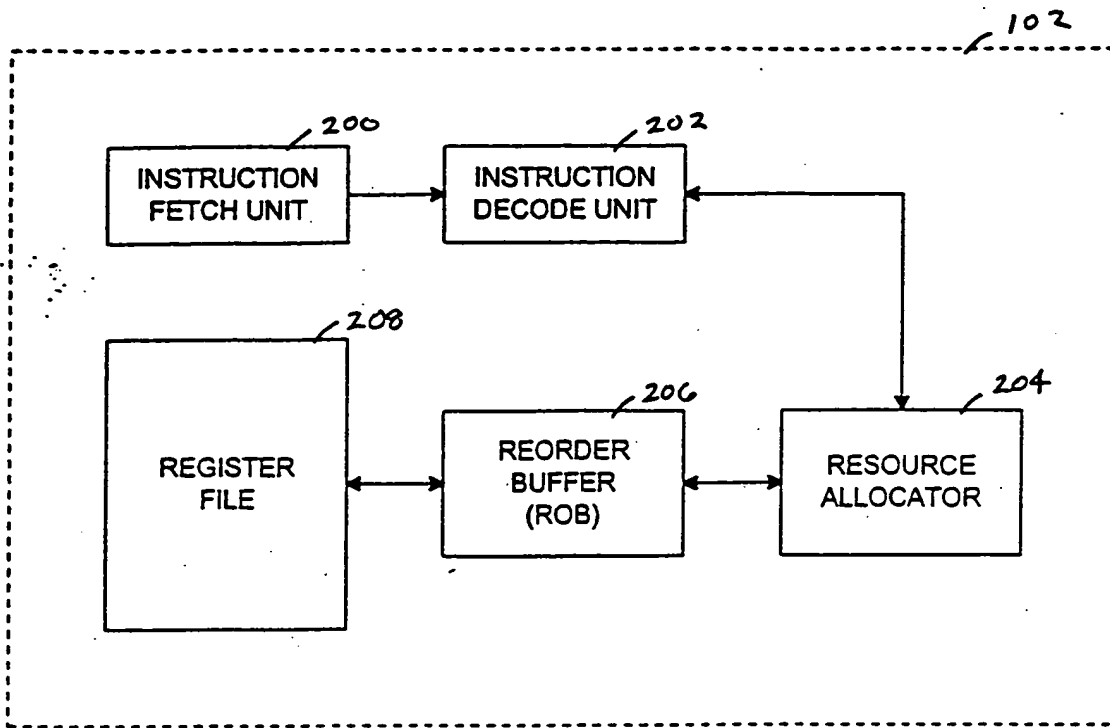 102
200
INSTRUCTION
FETCH UNIT
202
INSTRUCTION
DECODE UNIT
208
REGISTER
FILE
206
REORDER
BUFFER
(ROB)
204
RESOURCE
ALLOCATOR